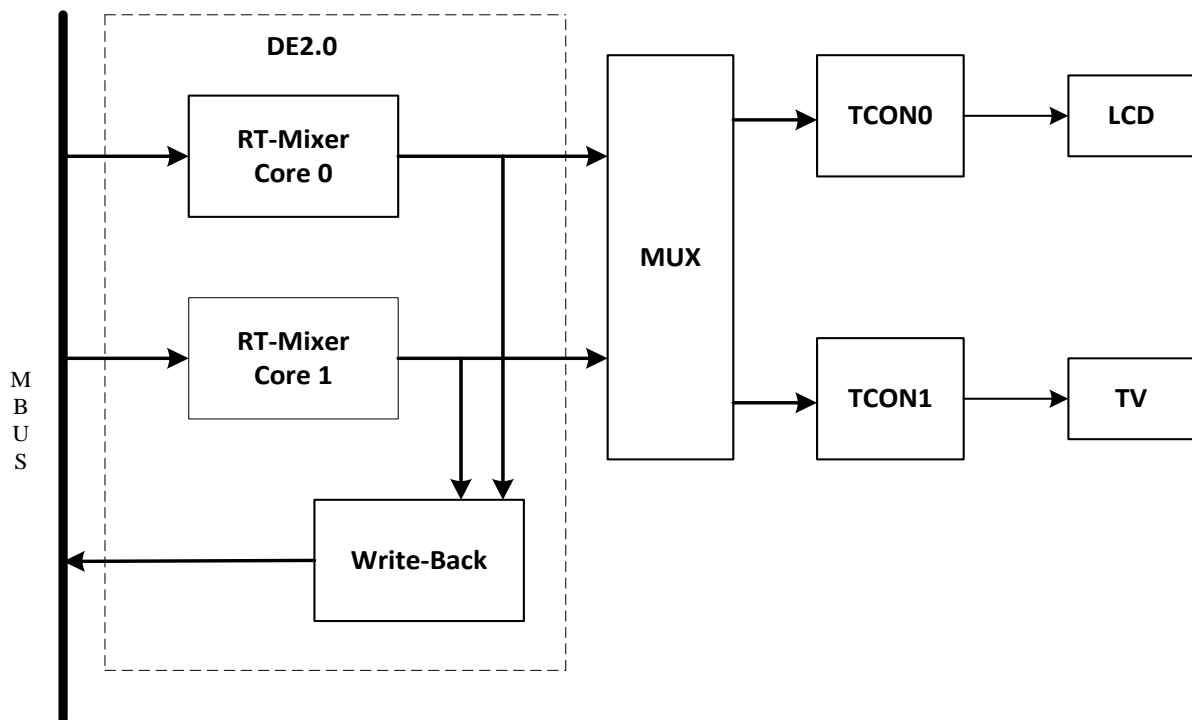 DE2.0
RT-Mixer
Core 0
RT-Mixer
Core 1
Write-Back
M
B
U
S
MUX
TCON0
LCD
TCON1
TV